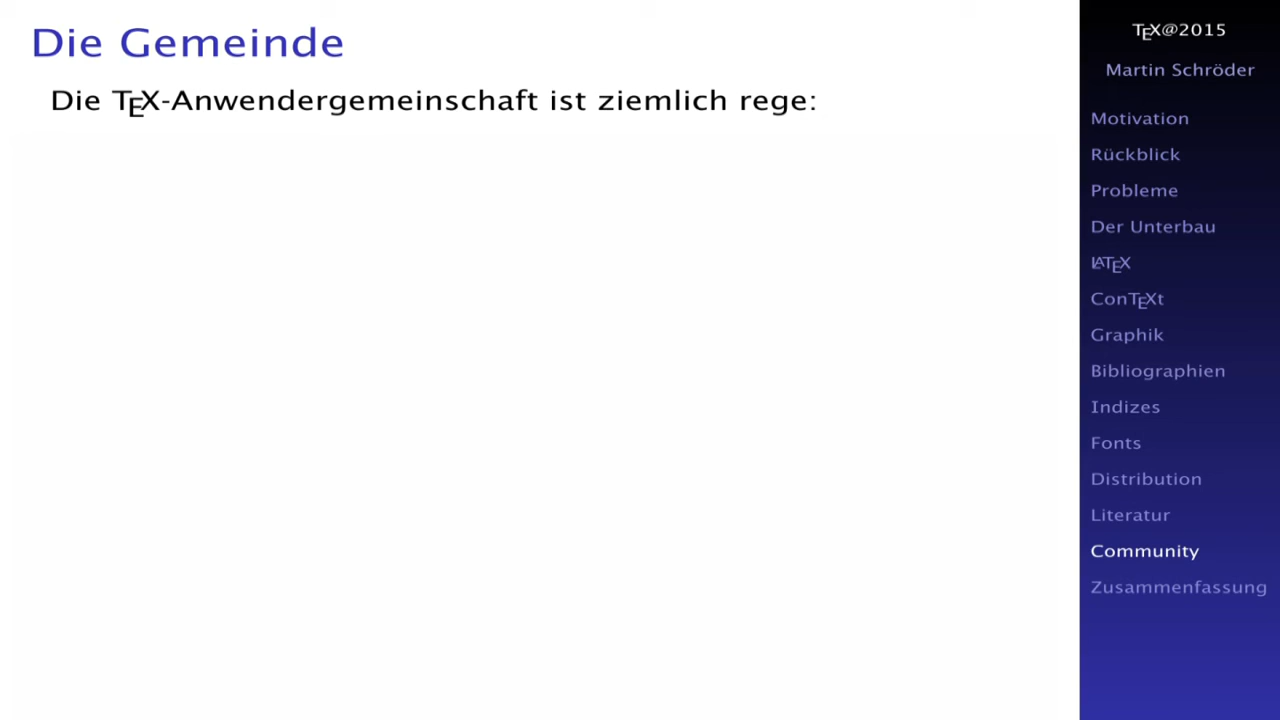 Die Gemeinde
Die TEX-Anwendergemeinschaft ist ziemlich rege:
TEX@2015
Martin Schröder
Motivation
Rückblick
Probleme
Der Unterbau
LATEX
ConTEXt
Graphik
Bibliographien
Indizes
Fonts
Distribution
Literatur
Community
Zusammenfassung